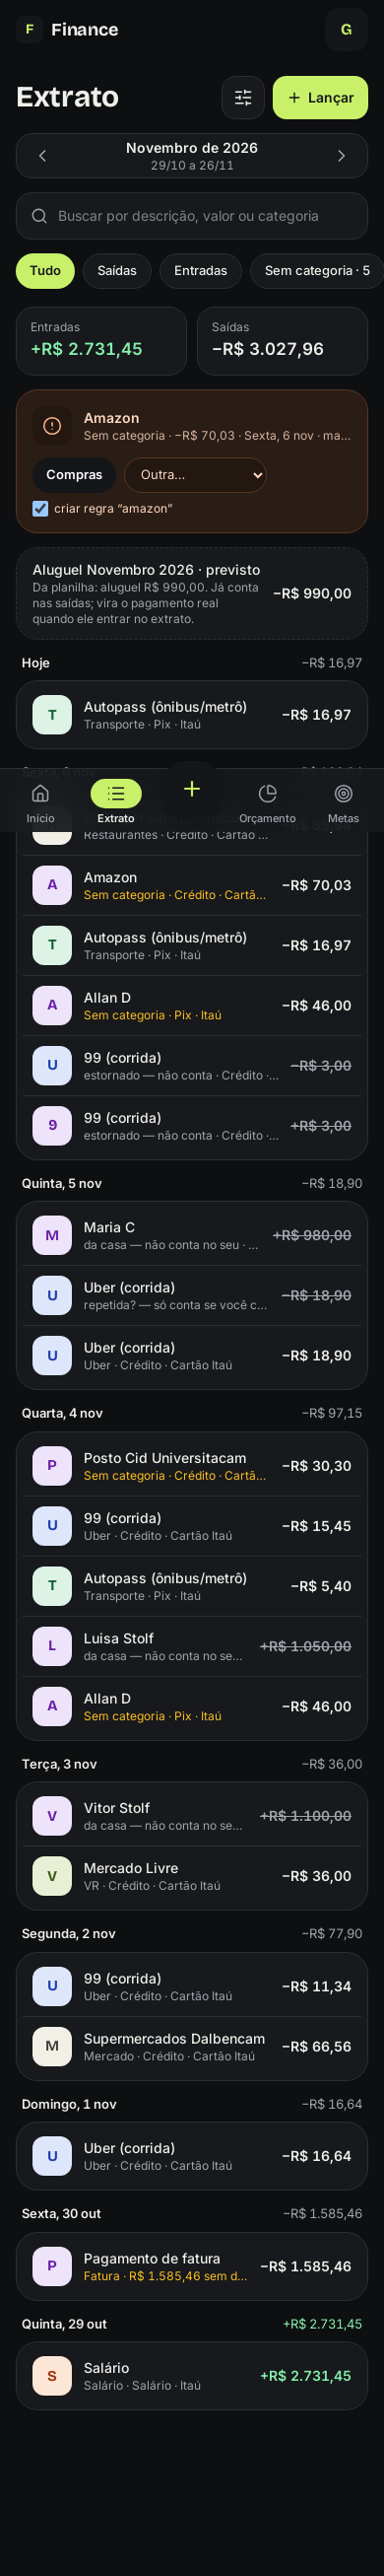 F Finance G
Extrato
+ Lançar
Novembro de 2026
29/10 a 26/11
Buscar por descrição, valor ou categoria
Tudo Saídas Entradas Sem categoria · 5
Entradas Saídas
+R$ 2.731,45 −R$ 3.027,96
Amazon
Sem categoria · −R$ 70,03 · Sexta, 6 nov · ma...
Compras Outra...
criar regra “amazon”
Aluguel Novembro 2026 · previsto
Da planilha: aluguel R$ 990,00. Já conta
nas saídas; vira o pagamento real
quando ele entrar no extrato.
−R$ 990,00
Hoje −R$ 16,97
T Autopass (ônibus/metrô) −R$ 16,97
Transporte · Pix · Itaú
Sexta, 6 nov
Início Extrato + Orçamento Metas
Restaurantes · Crédito · Cartão ...
A Amazon −R$ 70,03
Sem categoria · Crédito · Cartã...
T Autopass (ônibus/metrô) −R$ 16,97
Transporte · Pix · Itaú
A Allan D −R$ 46,00
Sem categoria · Pix · Itaú
U 99 (corrida) −R$ 3,00
estornado — não conta · Crédito ·...
9 99 (corrida) +R$ 3,00
estornado — não conta · Crédito ·...
Quinta, 5 nov −R$ 18,90
M Maria C +R$ 980,00
da casa — não conta no seu · ...
U Uber (corrida) −R$ 18,90
repetida? — só conta se você c...
U Uber (corrida) −R$ 18,90
Uber · Crédito · Cartão Itaú
Quarta, 4 nov −R$ 97,15
P Posto Cid Universitacam −R$ 30,30
Sem categoria · Crédito · Cartã...
U 99 (corrida) −R$ 15,45
Uber · Crédito · Cartão Itaú
T Autopass (ônibus/metrô) −R$ 5,40
Transporte · Pix · Itaú
L Luisa Stolf +R$ 1.050,00
da casa — não conta no se...
A Allan D −R$ 46,00
Sem categoria · Pix · Itaú
Terça, 3 nov −R$ 36,00
V Vitor Stolf +R$ 1.100,00
da casa — não conta no se...
V Mercado Livre −R$ 36,00
VR · Crédito · Cartão Itaú
Segunda, 2 nov −R$ 77,90
U 99 (corrida) −R$ 11,34
Uber · Crédito · Cartão Itaú
M Supermercados Dalbencam −R$ 66,56
Mercado · Crédito · Cartão Itaú
Domingo, 1 nov −R$ 16,64
U Uber (corrida) −R$ 16,64
Uber · Crédito · Cartão Itaú
Sexta, 30 out −R$ 1.585,46
P Pagamento de fatura −R$ 1.585,46
Fatura · R$ 1.585,46 sem d...
Quinta, 29 out +R$ 2.731,45
S Salário +R$ 2.731,45
Salário · Salário · Itaú